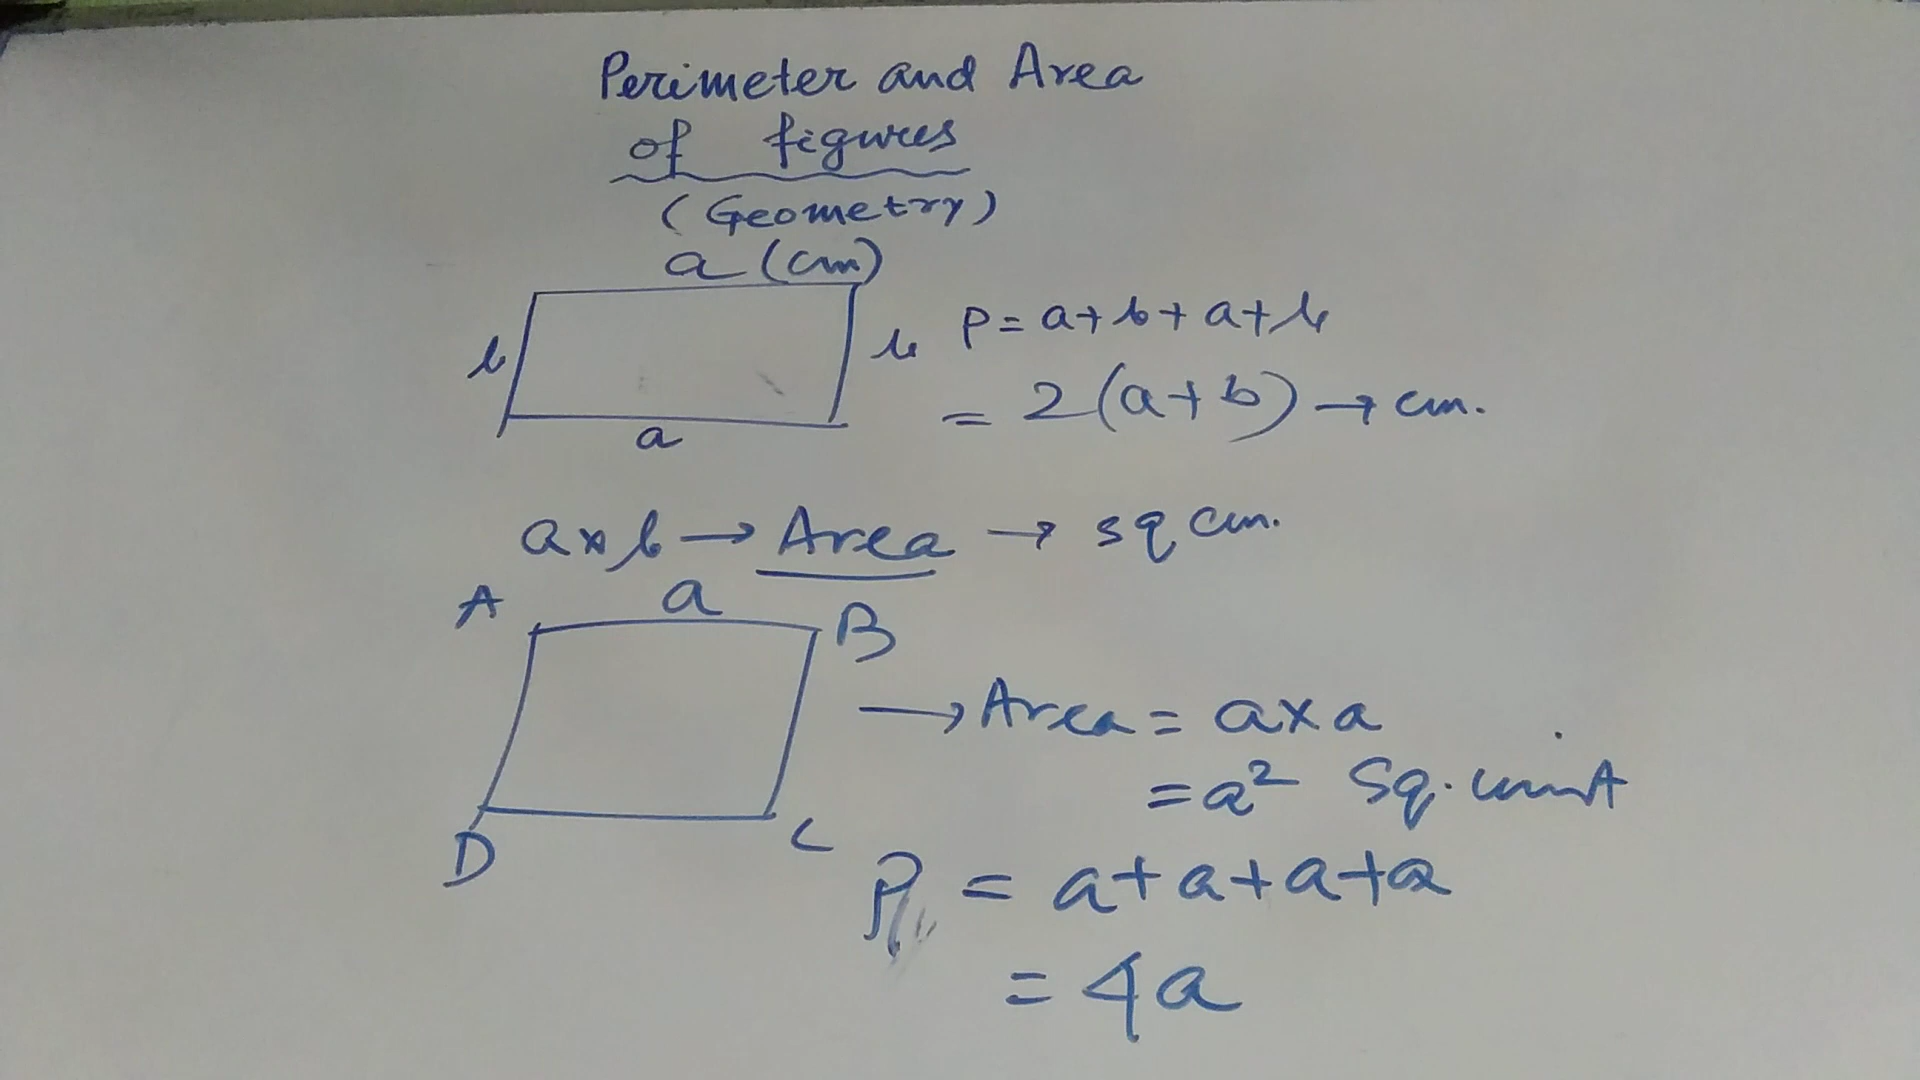 Perimeter and Area
of figures
(Geometry)
a (cm)
b
b
P = a + b + a + b
= 2 (a + b) → cm.
a
a × b → Area → sq cm.
A
a
B
→ Area = a × a
= a² Sq. unit
D
C
P = a + a + a + a
= 4a